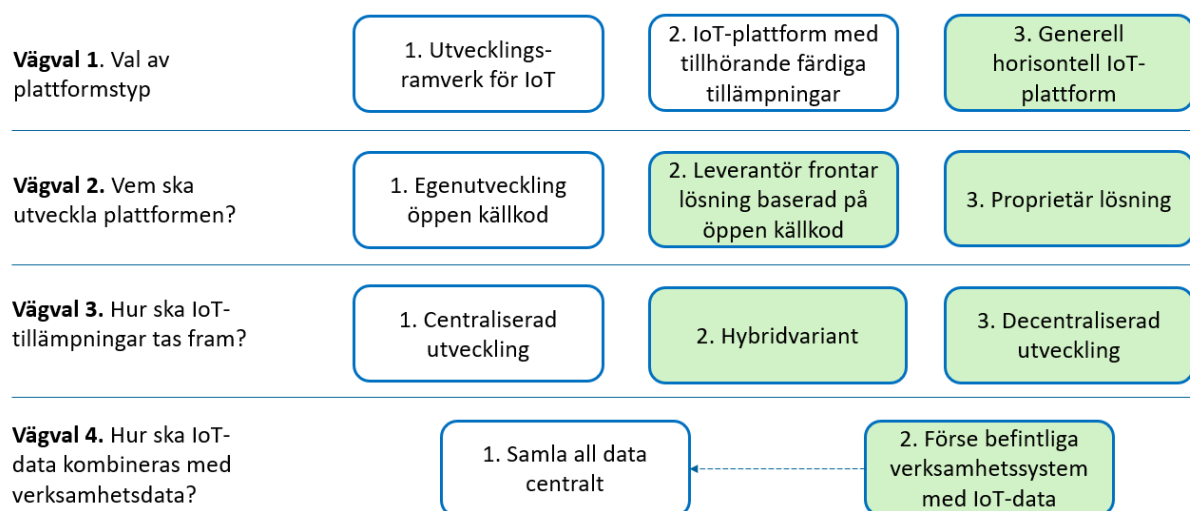 Vägval 1. Val av
plattformstyp
1. Utvecklings-
ramverk för IoT
2. IoT-plattform med
tillhörande färdiga
tillämpningar
3. Generell
horisontell IoT-
plattform
Vägval 2. Vem ska
utveckla plattformen?
1. Egenutveckling
öppen källkod
2. Leverantör frontar
lösning baserad på
öppen källkod
3. Proprietär lösning
Vägval 3. Hur ska IoT-
tillämpningar tas fram?
1. Centraliserad
utveckling
2. Hybridvariant
3. Decentraliserad
utveckling
Vägval 4. Hur ska IoT-
data kombineras med
verksamhetsdata?
1. Samla all data
centralt
2. Förse befintliga
verksamhetssystem
med IoT-data